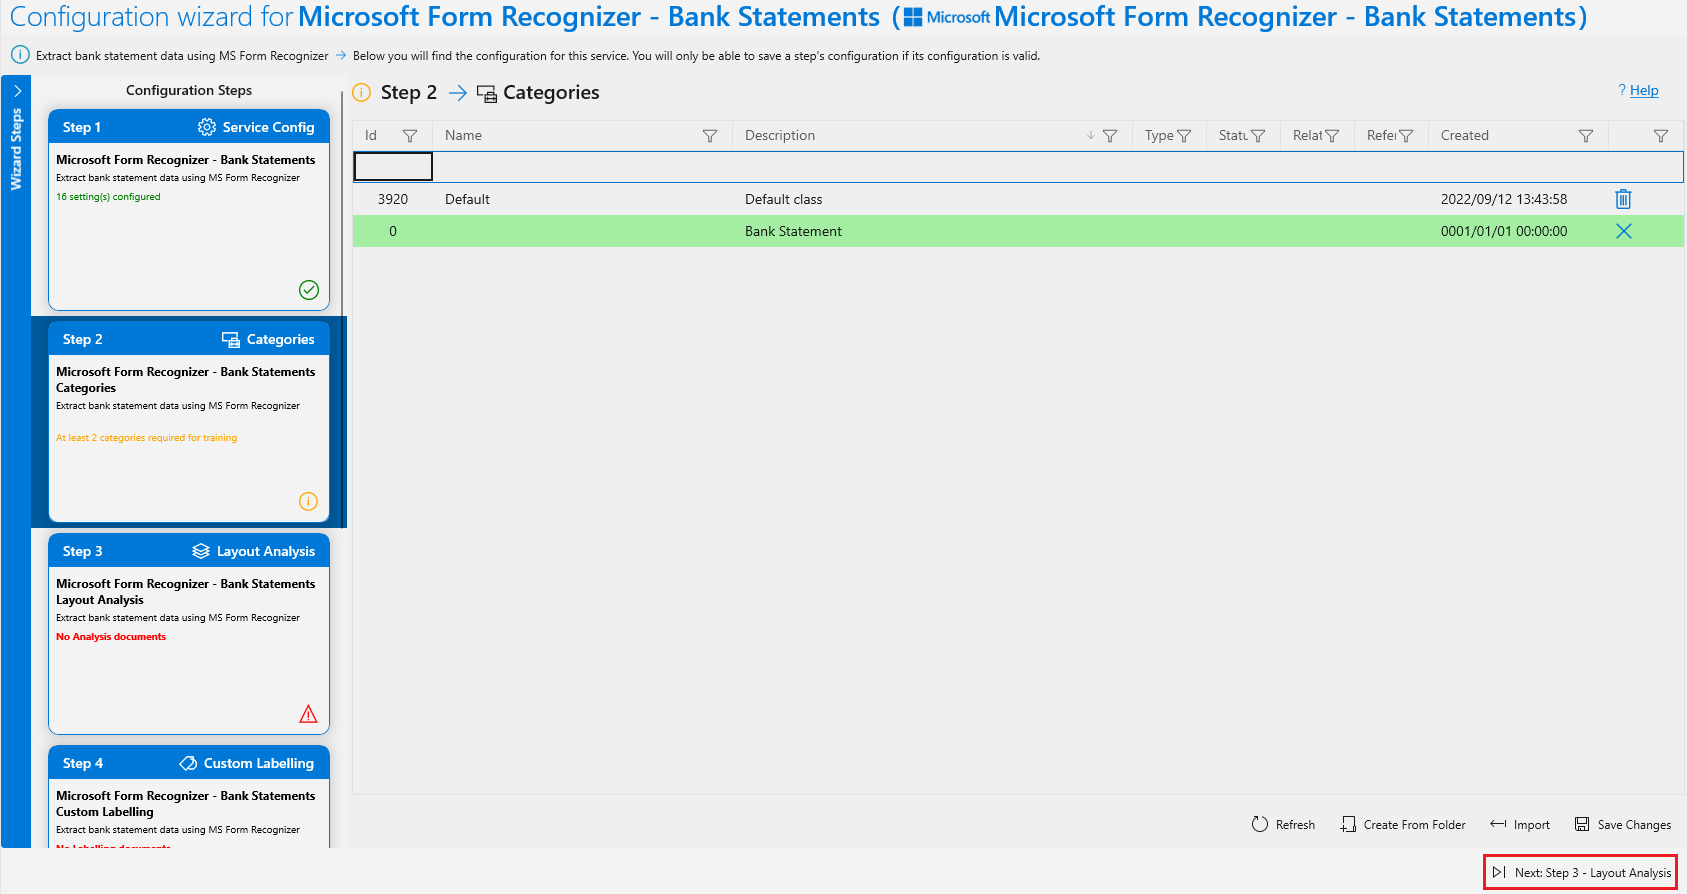 Configuration wizard for Microsoft Form Recognizer - Bank Statements (Microsoft Microsoft Form Recognizer - Bank Statements)
Extract bank statement data using MS Form Recognizer → Below you will find the configuration for this service. You will only be able to save a step's configuration if its configuration is valid.
Wizard Steps
Configuration Steps
Step 1 Service Config
Microsoft Form Recognizer - Bank Statements
Extract bank statement data using MS Form Recognizer
16 setting(s) configured
Step 2 Categories
Microsoft Form Recognizer - Bank Statements
Categories
Extract bank statement data using MS Form Recognizer
At least 2 categories required for training
Step 3 Layout Analysis
Microsoft Form Recognizer - Bank Statements
Layout Analysis
Extract bank statement data using MS Form Recognizer
No Analysis documents
Step 4 Custom Labelling
Microsoft Form Recognizer - Bank Statements
Custom Labelling
Extract bank statement data using MS Form Recognizer
No Labelling documents
Step 2 → Categories
? Help
Id Name Description Type Statu Relat Refer Created
3920 Default Default class 2022/09/12 13:43:58
0 Bank Statement 0001/01/01 00:00:00
Refresh Create From Folder Import Save Changes
Next: Step 3 - Layout Analysis